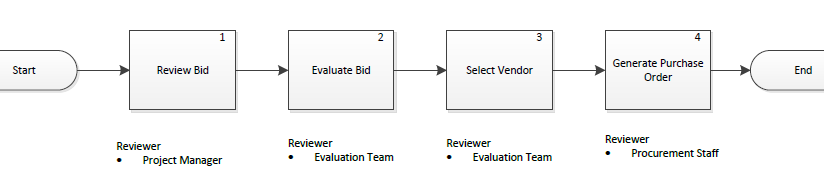 Start
1
Review Bid
2
Evaluate Bid
3
Select Vendor
4
Generate Purchase
Order
End
Reviewer
• Project Manager
Reviewer
• Evaluation Team
Reviewer
• Evaluation Team
Reviewer
• Procurement Staff